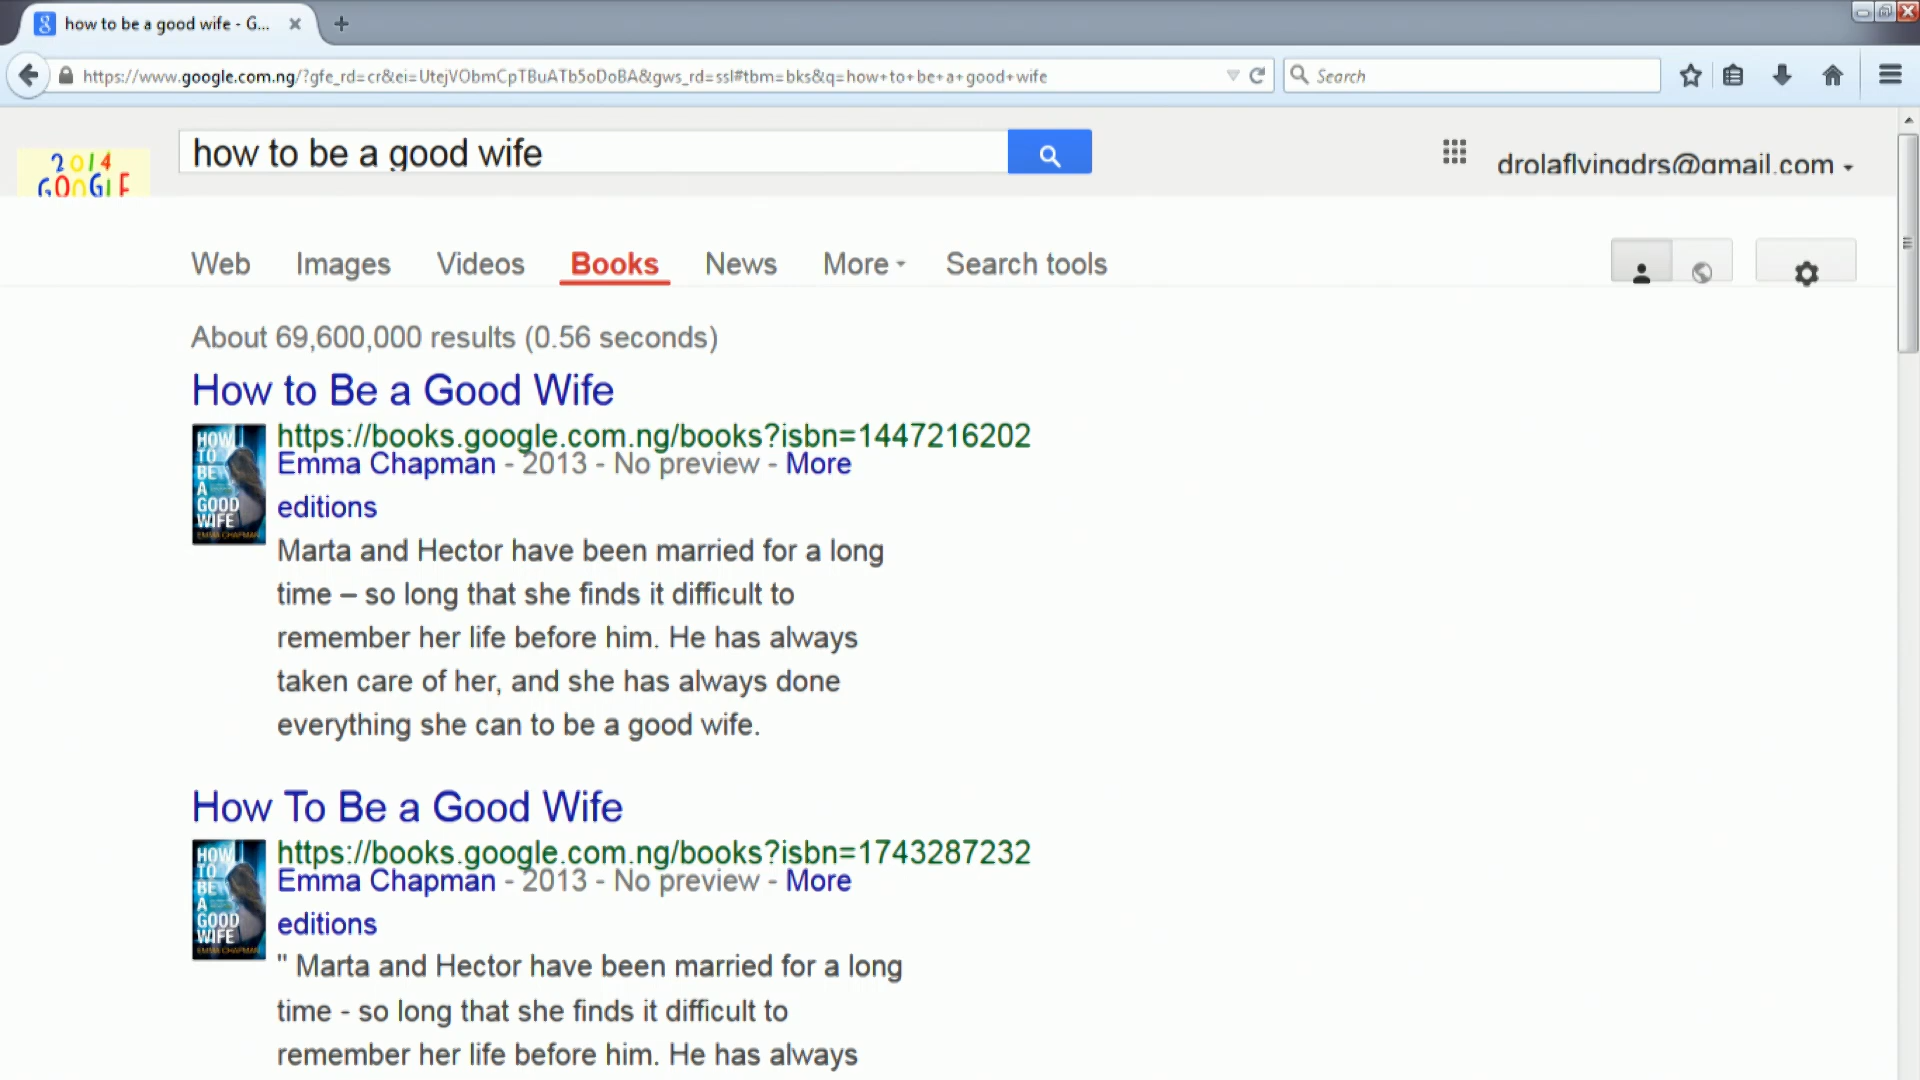 how to be a good wife - G...
https://www.google.com.ng/?gfe_rd=cr&ei=UtejVObmCpTBuATb5oDoBA&gws_rd=ssl#tbm=bks&q=how+to+be+a+good+wife
Search
2014
GOOGLE
how to be a good wife
drolaflyingdrs@gmail.com
Web Images Videos Books News More Search tools
About 69,600,000 results (0.56 seconds)
How to Be a Good Wife
HOW
TO
BE
A
GOOD
WIFE
EMMA CHAPMAN
https://books.google.com.ng/books?isbn=1447216202
Emma Chapman - 2013 - No preview - More
editions
Marta and Hector have been married for a long
time – so long that she finds it difficult to
remember her life before him. He has always
taken care of her, and she has always done
everything she can to be a good wife.
How To Be a Good Wife
HOW
TO
BE
A
GOOD
WIFE
EMMA CHAPMAN
https://books.google.com.ng/books?isbn=1743287232
Emma Chapman - 2013 - No preview - More
editions
" Marta and Hector have been married for a long
time - so long that she finds it difficult to
remember her life before him. He has always